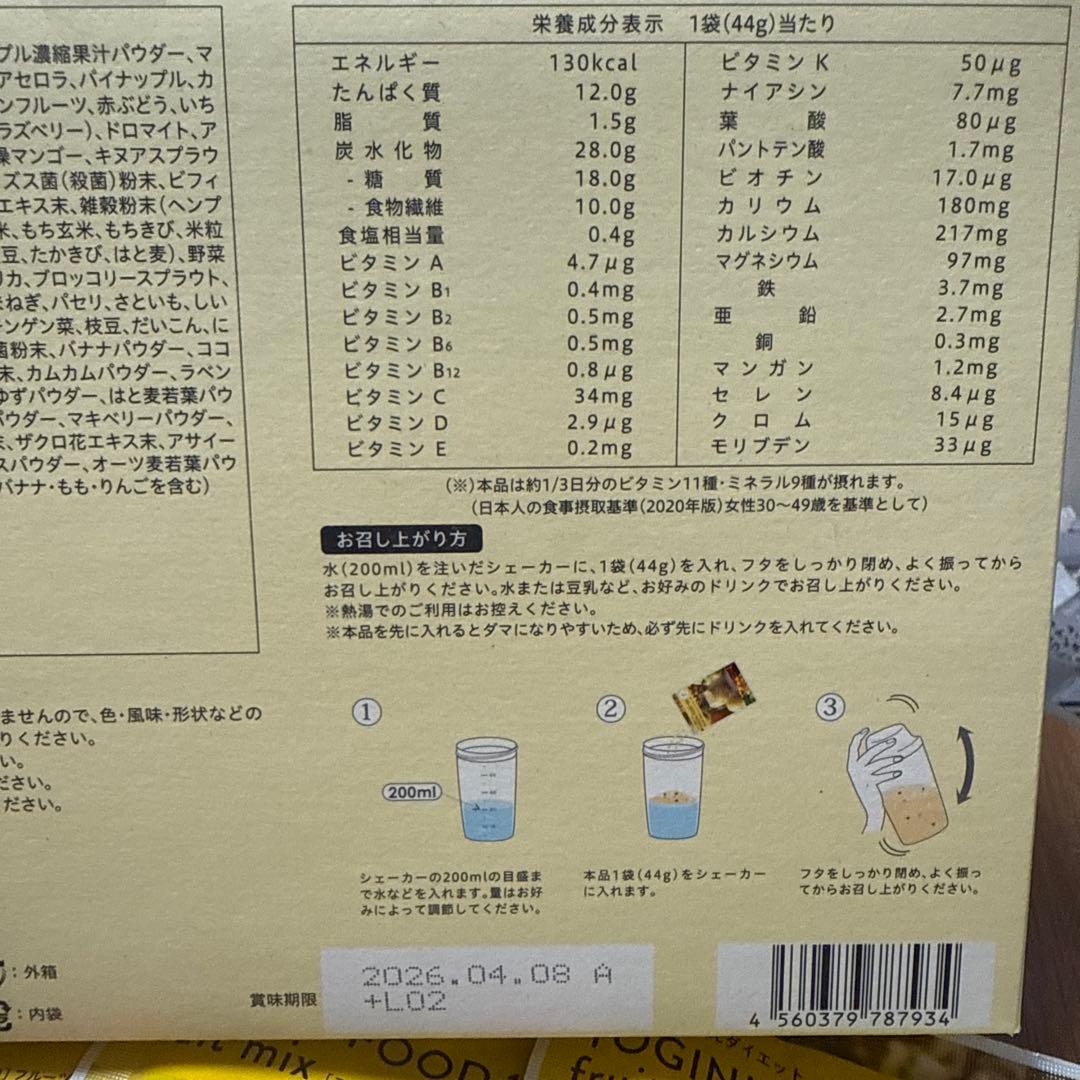 プル濃縮果汁パウダー、マ
アセロラ、パイナップル、カ
ンフルーツ、赤ぶどう、いち
ラズベリー)、ドロマイト、ア
燥マンゴー、キヌアスプラウ
ズス菌(殺菌)粉末、ビフィ
エキス末、雑穀粉末(ヘンプ
米、もち玄米、もちきび、米粒
豆、たかきび、はと麦)、野菜
リカ、ブロッコリースプラウト、
まねぎ、パセリ、さといも、しい
ンゲン菜、枝豆、だいこん、に
菌粉末、バナナパウダー、ココ
末、カムカムパウダー、ラベン
ゆずパウダー、はと麦若葉パウ
パウダー、マキベリーパウダー、
ザクロ花エキス末、アサイー
スパウダー、オーツ麦若葉パウ
バナナ・もも・りんごを含む)
ませんので、色・風味・形状などの
りください。
い。
ださい。
ださい。
:外箱
:内袋
栄養成分表示 1袋(44g)当たり
エネルギー 130kcal
たんぱく質 12.0g
脂質 1.5g
炭水化物 28.0g
- 糖質 18.0g
- 食物繊維 10.0g
食塩相当量 0.4g
ビタミン A 4.7μg
ビタミン B1 0.4mg
ビタミン B2 0.5mg
ビタミン B6 0.5mg
ビタミン B12 0.8μg
ビタミン C 34mg
ビタミン D 2.9μg
ビタミン E 0.2mg
ビタミン K 50μg
ナイアシン 7.7mg
葉酸 80μg
パントテン酸 1.7mg
ビオチン 17.0μg
カリウム 180mg
カルシウム 217mg
マグネシウム 97mg
鉄 3.7mg
亜鉛 2.7mg
銅 0.3mg
マンガン 1.2mg
セレン 8.4μg
クロム 15μg
モリブデン 33μg
(※)本品は約1/3日分のビタミン11種・ミネラル9種が摂れます。
(日本人の食事摂取基準(2020年版)女性30〜49歳を基準として)
お召し上がり方
水(200ml)を注いだシェーカーに、1袋(44g)を入れ、フタをしっかり閉め、よく振ってから
お召し上がりください。水または豆乳など、お好みのドリンクでお召し上がりください。
※熱湯でのご利用はお控えください。
※本品を先に入れるとダマになりやすいため、必ず先にドリンクを入れてください。
①
200ml
シェーカーの200mlの目盛ま
で水などを入れます。量はお好
みによって調節してください。
②
本品1袋(44g)をシェーカー
に入れます。
③
フタをしっかり閉め、よく振っ
てからお召し上がりください。
賞味期限
2026.04.08 A
+L02
4 560379 787934
mix
FOOD
YOGIN
ダイエット
フルーツ